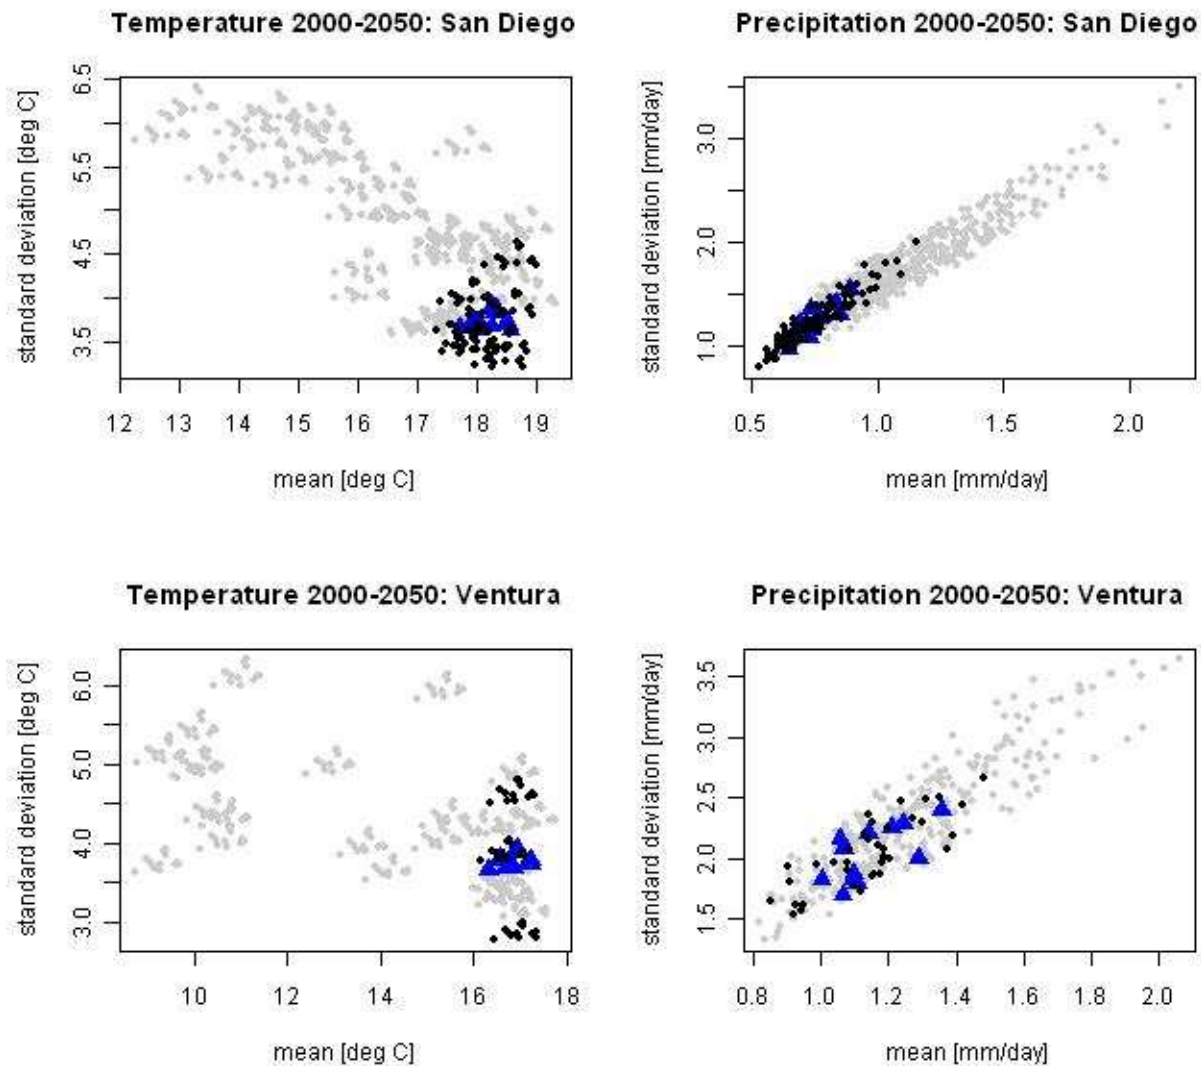 Temperature 2000-2050: San Diego
standard deviation [deg C]
3.5 4.5 5.5 6.5
12 13 14 15 16 17 18 19
mean [deg C]
Precipitation 2000-2050: San Diego
standard deviation [mm/day]
1.0 2.0 3.0
0.5 1.0 1.5 2.0
mean [mm/day]
Temperature 2000-2050: Ventura
standard deviation [deg C]
3.0 4.0 5.0 6.0
10 12 14 16 18
mean [deg C]
Precipitation 2000-2050: Ventura
standard deviation [mm/day]
1.5 2.0 2.5 3.0 3.5
0.8 1.0 1.2 1.4 1.6 1.8 2.0
mean [mm/day]